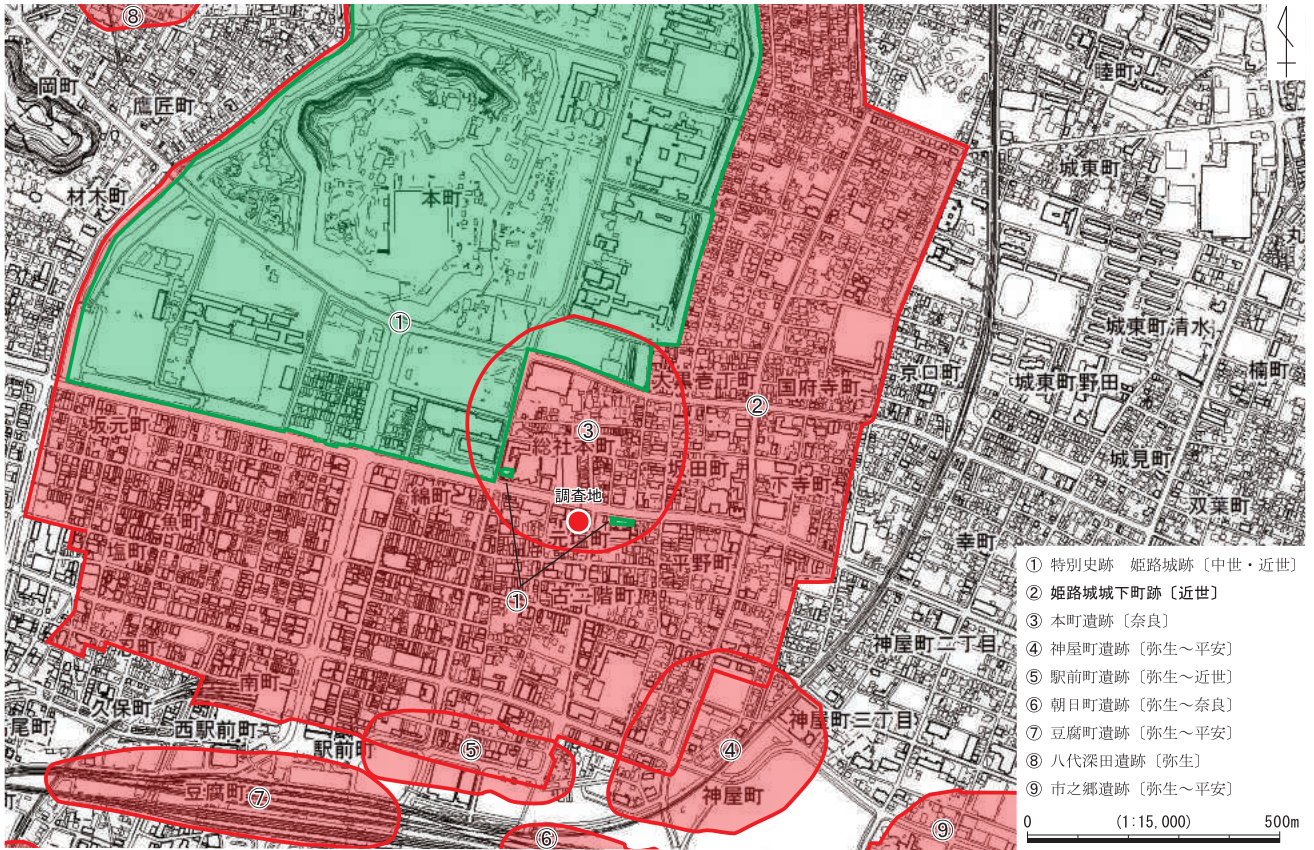 ⑧
岡町
鷹匠町
睦町
材木町
本町
城東町
①
城東町清水
京口町
城東町野田
楠町
国府寺町
②
坂元町
③
総社本町
城見町
下寺町
綿町
双葉町
調査地
魚町
幸町
塩町
平野町
①
古二階町
神屋町二丁目
南町
久保町
西駅前町
駅前町
⑤
④
神屋町三丁目
豆腐町
⑦
神屋町
⑥
⑨
① 特別史跡 姫路城跡〔中世・近世〕
② 姫路城城下町跡〔近世〕
③ 本町遺跡〔奈良〕
④ 神屋町遺跡〔弥生～平安〕
⑤ 駅前町遺跡〔弥生～近世〕
⑥ 朝日町遺跡〔弥生～奈良〕
⑦ 豆腐町遺跡〔弥生～平安〕
⑧ 八代深田遺跡〔弥生〕
⑨ 市之郷遺跡〔弥生～平安〕
0 (1:15,000) 500m